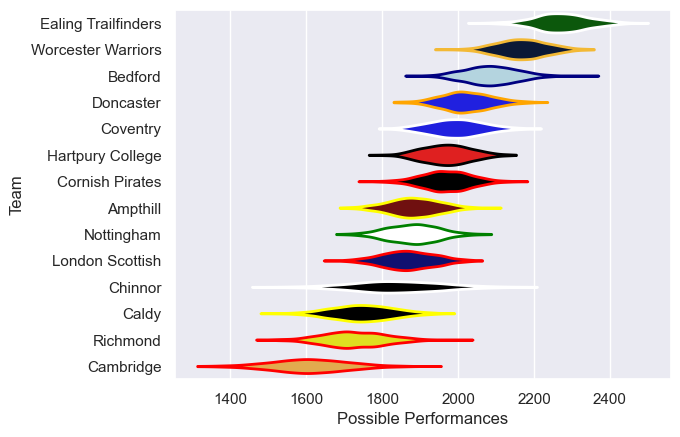 Ealing Trailfinders
Worcester Warriors
Bedford
Doncaster
Coventry
Hartpury College
Cornish Pirates
Ampthill
Nottingham
London Scottish
Chinnor
Caldy
Richmond
Cambridge
Team
1400 1600 1800 2000 2200 2400
Possible Performances